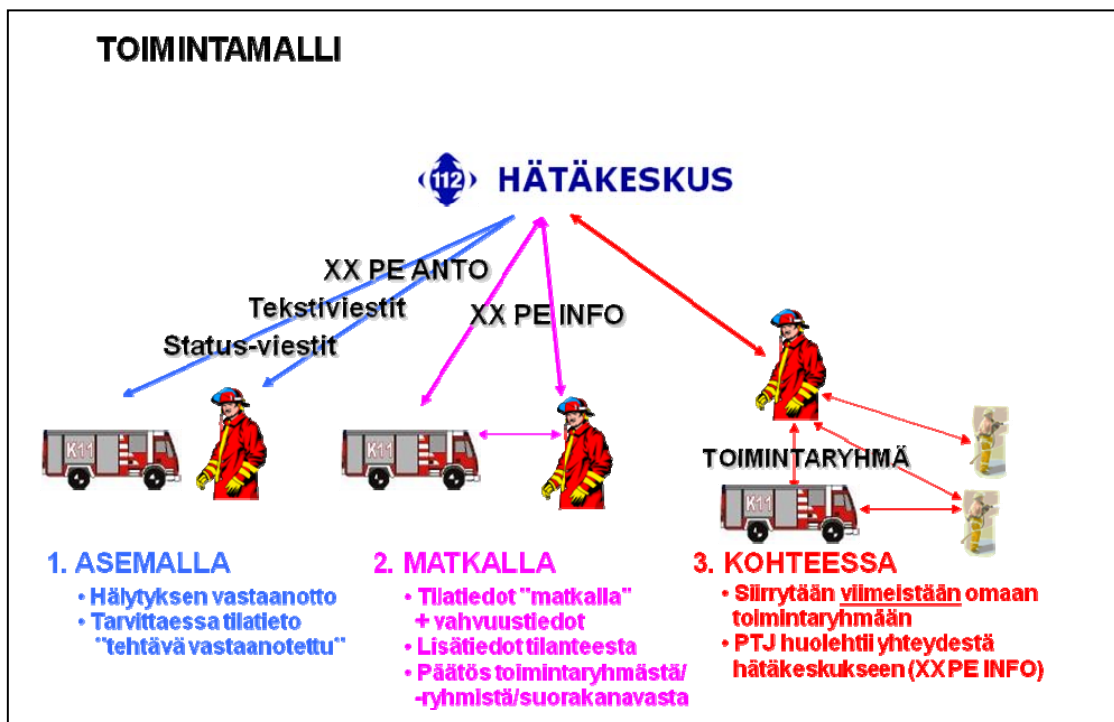 TOIMINTAMALLI
112 HÄTÄKESKUS
XX PE ANTO
Tekstiviestit
Status-viestit
XX PE INFO
K11
K11
TOIMINTARYHMÄ
K11
1. ASEMALLA
• Hälytyksen vastaanotto
• Tarvittaessa tilatieto
"tehtävä vastaanotettu"
2. MATKALLA
• Tilatiedot "matkalla"
+ vahvuustiedot
• Lisätiedot tilanteesta
• Päätös toimintaryhmästä/
-ryhmistä/suorakanavasta
3. KOHTEESSA
• Siirrytään viimeistään omaan
toimintaryhmään
• PTJ huolehtii yhteydestä
hätäkeskukseen (XX PE INFO)